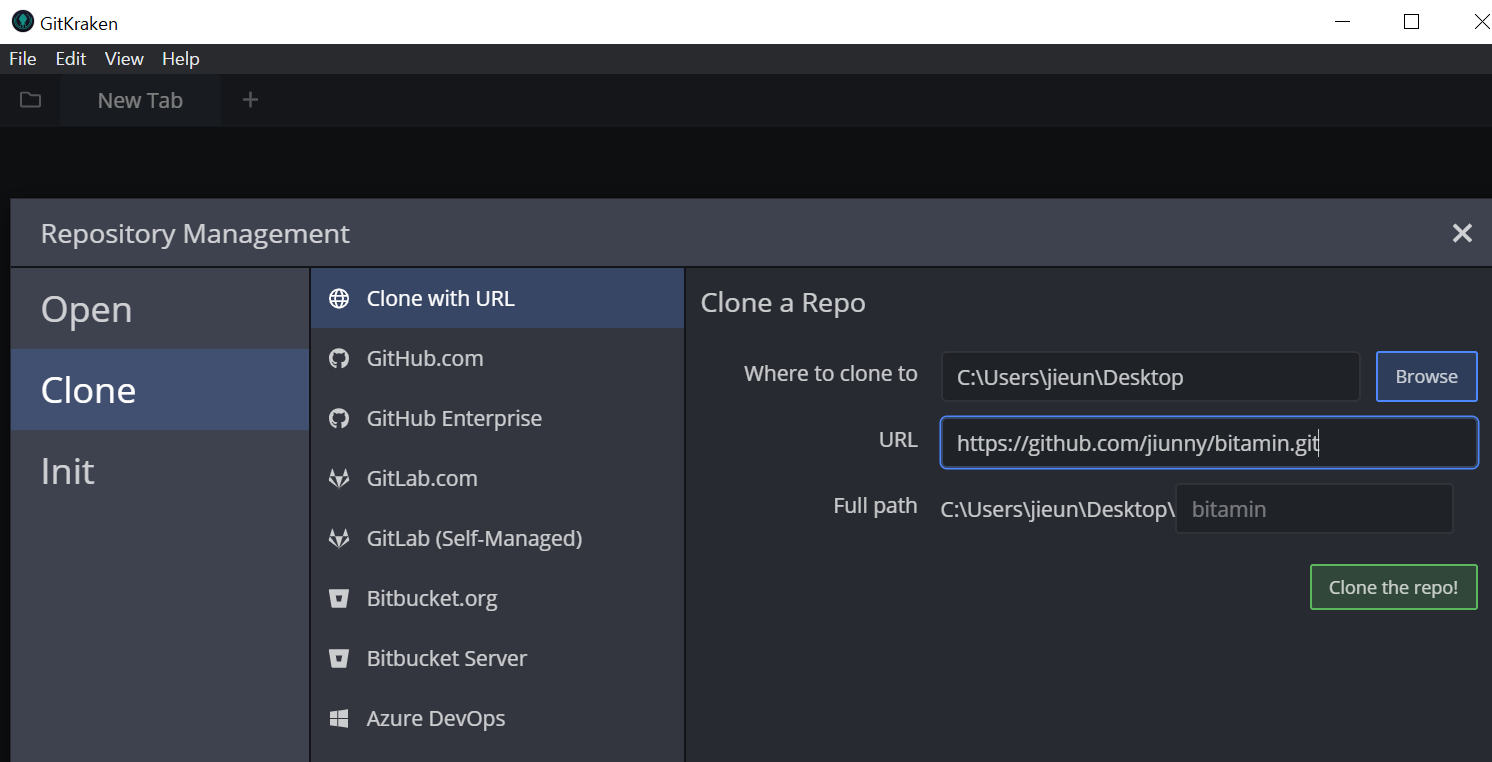 GitKraken
File Edit View Help
New Tab +
Repository Management
Open
Clone
Init
Clone with URL
GitHub.com
GitHub Enterprise
GitLab.com
GitLab (Self-Managed)
Bitbucket.org
Bitbucket Server
Azure DevOps
Clone a Repo
Where to clone to C:\Users\jieun\Desktop Browse
URL https://github.com/jiunny/bitamin.git
Full path C:\Users\jieun\Desktop\ bitamin
Clone the repo!